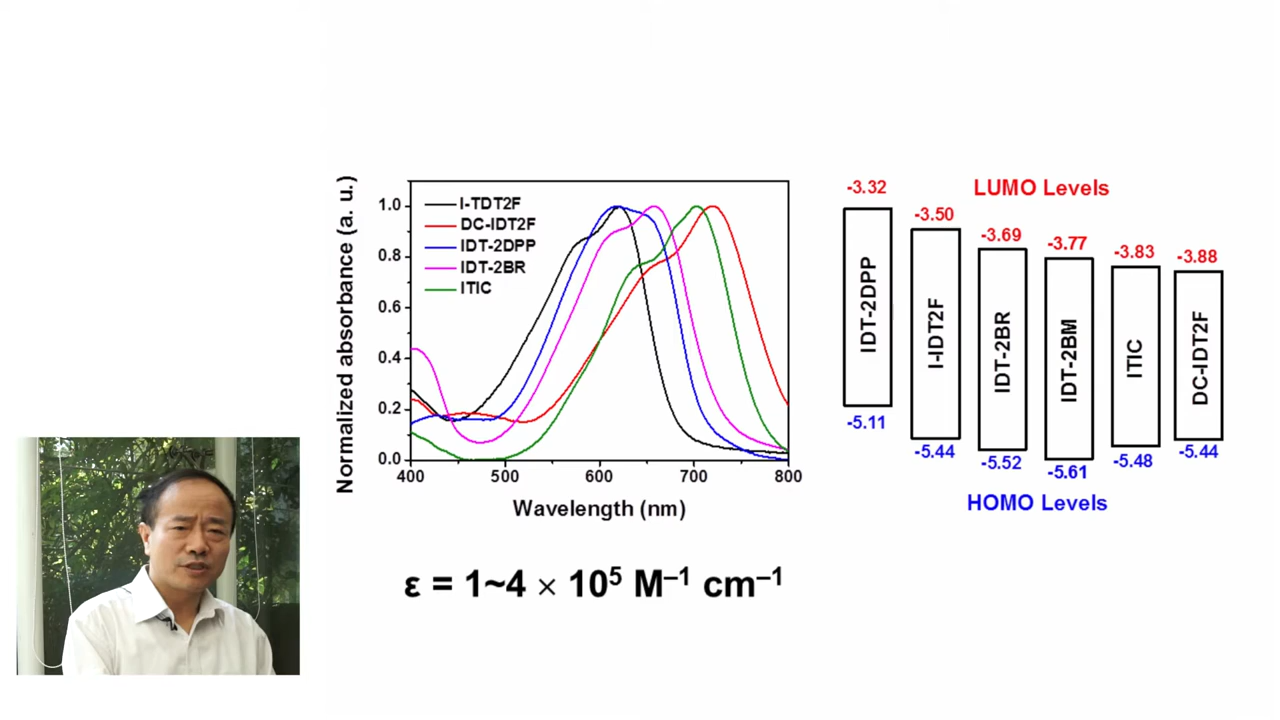 Normalized absorbance (a. u.)
1.0
0.8
0.6
0.4
0.2
0.0
I-TDT2F
DC-IDT2F
IDT-2DPP
IDT-2BR
ITIC
400 500 600 700 800
Wavelength (nm)
ε = 1~4 × 10⁵ M⁻¹ cm⁻¹
LUMO Levels
-3.32
-3.50
-3.69
-3.77
-3.83
-3.88
IDT-2DPP
I-IDT2F
IDT-2BR
IDT-2BM
ITIC
DC-IDT2F
-5.11
-5.44
-5.52
-5.61
-5.48
-5.44
HOMO Levels